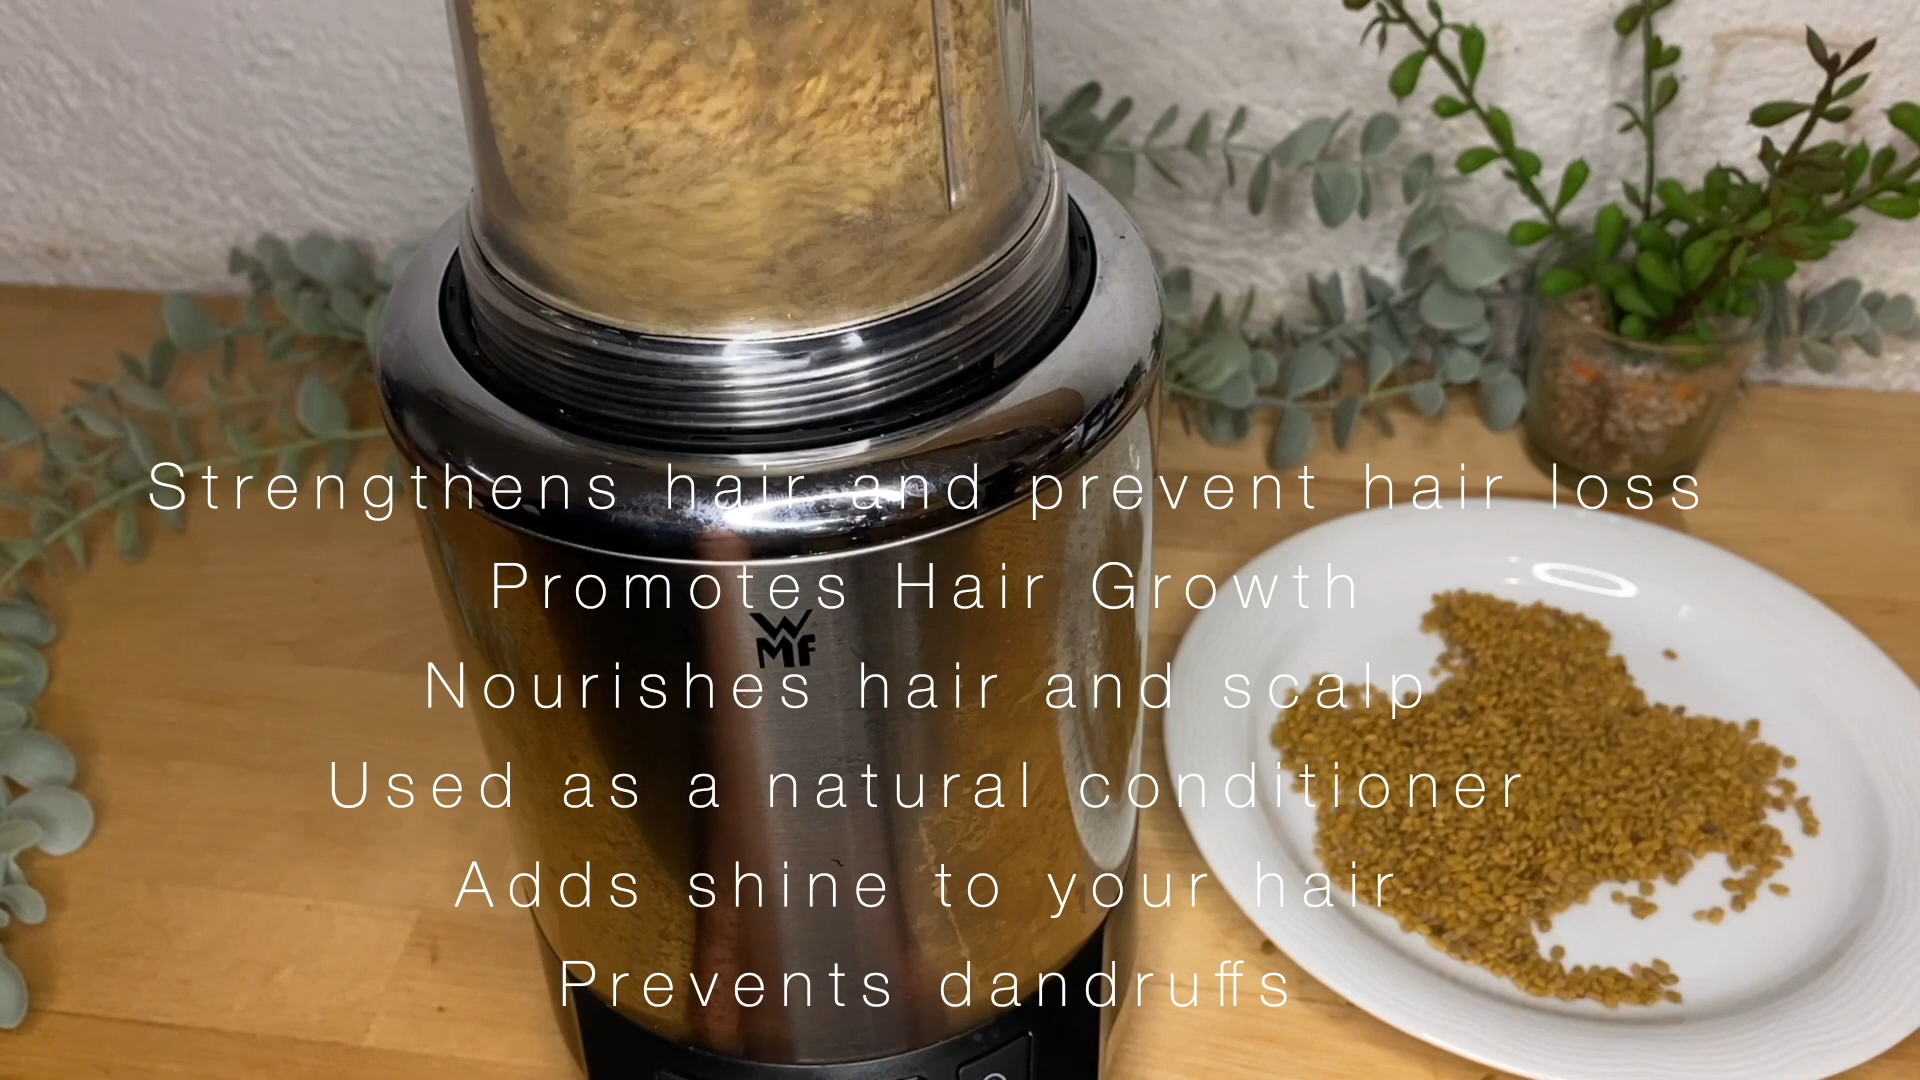 Strengthens hair and prevent hair loss
Promotes Hair Growth
WMF
Nourishes hair and scalp
Used as a natural conditioner
Adds shine to your hair
Prevents dandruffs